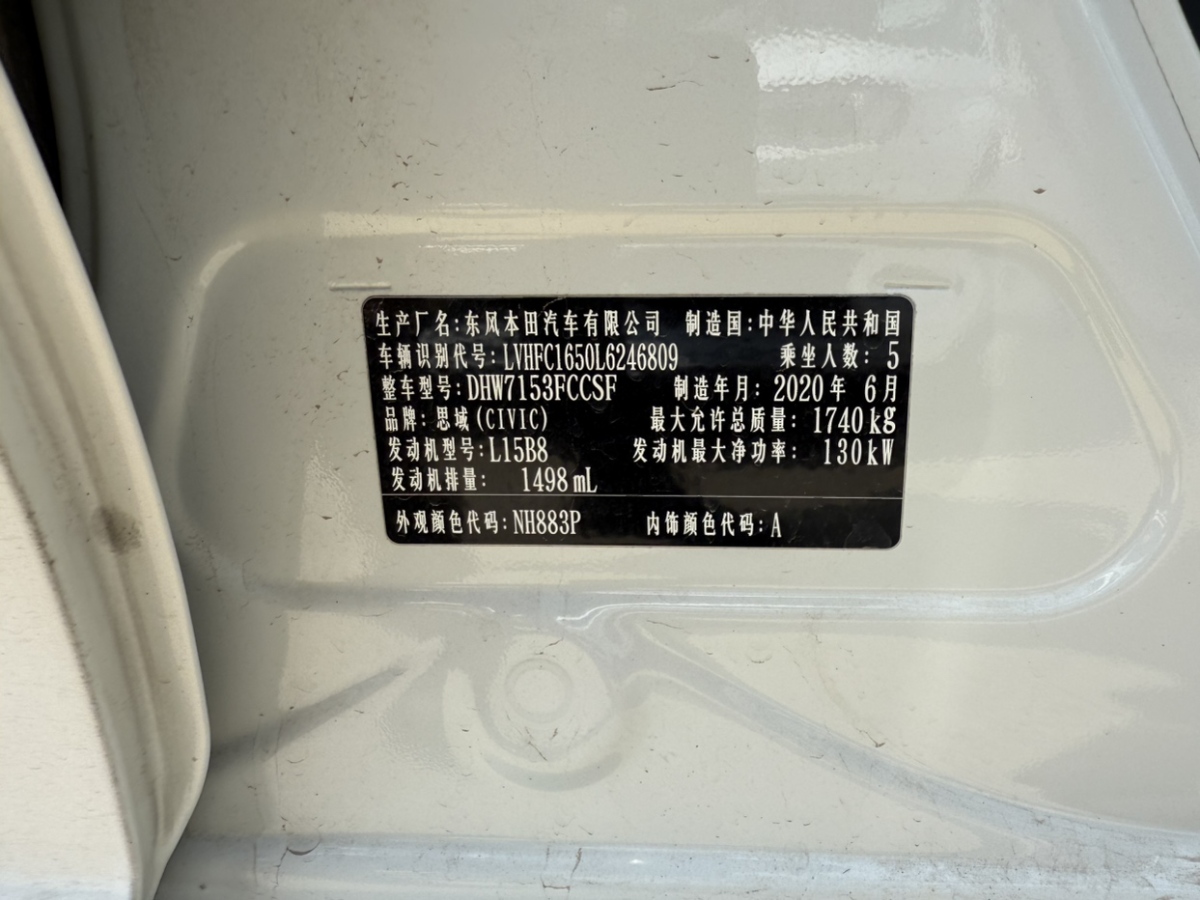 生产厂名:东风本田汽车有限公司 制造国:中华人民共和国
车辆识别代号:LVHFC1650L6246809 乘坐人数: 5
整车型号:DHW7153FCCSF 制造年月: 2020年 6月
品牌: 思域(CIVIC) 最大允许总质量: 1740kg
发动机型号:L15B8 发动机最大净功率: 130kW
发动机排量: 1498mL
外观颜色代码:NH883P 内饰颜色代码:A